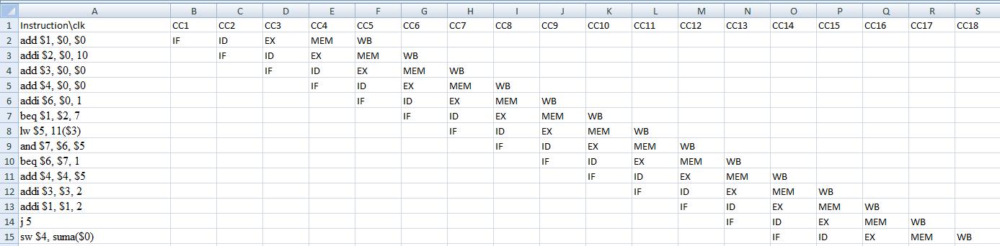 A B C D E F G H I J K L M N O P Q R S
1 Instruction\clk CC1 CC2 CC3 CC4 CC5 CC6 CC7 CC8 CC9 CC10 CC11 CC12 CC13 CC14 CC15 CC16 CC17 CC18
2 add $1, $0, $0 IF ID EX MEM WB
3 addi $2, $0, 10 IF ID EX MEM WB
4 add $3, $0, $0 IF ID EX MEM WB
5 add $4, $0, $0 IF ID EX MEM WB
6 addi $6, $0, 1 IF ID EX MEM WB
7 beq $1, $2, 7 IF ID EX MEM WB
8 lw $5, 11($3) IF ID EX MEM WB
9 and $7, $6, $5 IF ID EX MEM WB
10 beq $6, $7, 1 IF ID EX MEM WB
11 add $4, $4, $5 IF ID EX MEM WB
12 addi $3, $3, 2 IF ID EX MEM WB
13 addi $1, $1, 2 IF ID EX MEM WB
14 j 5 IF ID EX MEM WB
15 sw $4, suma($0) IF ID EX MEM WB